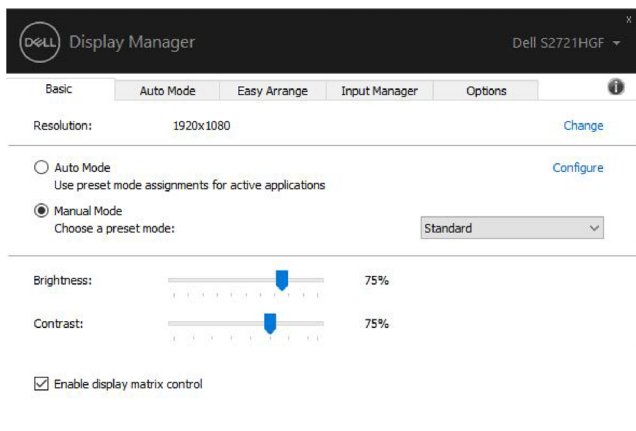 x
DELL Display Manager Dell S2721HGF
Basic Auto Mode Easy Arrange Input Manager Options
Resolution: 1920x1080 Change
Auto Mode Configure
Use preset mode assignments for active applications
Manual Mode
Choose a preset mode: Standard
Brightness: 75%
Contrast: 75%
Enable display matrix control